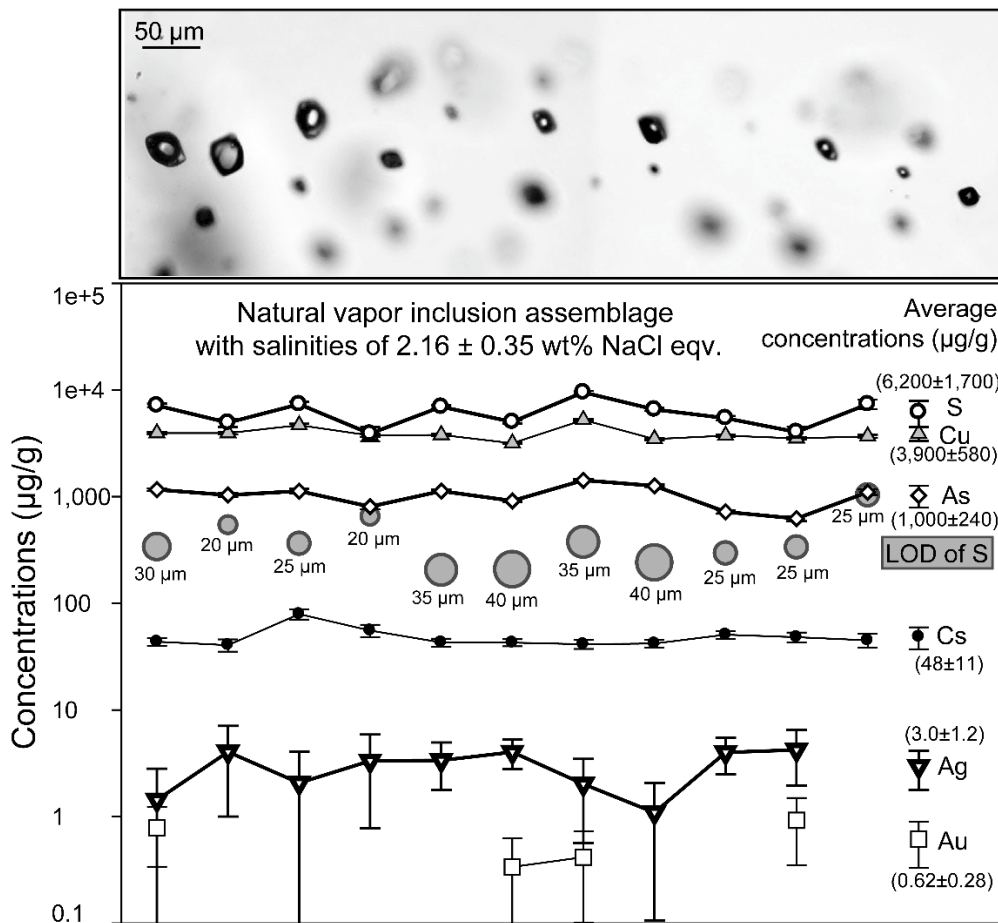 50 µm
Natural vapor inclusion assemblage
with salinities of 2.16 ± 0.35 wt% NaCl eqv.
Average
concentrations (µg/g)
Concentrations (µg/g)
1e+5
1e+4
1,000
100
10
1
0.1
(6,200±1,700)
S
Cu
(3,900±580)
As
(1,000±240)
LOD of S
30 µm
20 µm
25 µm
20 µm
35 µm
40 µm
35 µm
40 µm
25 µm
25 µm
25 µm
Cs
(48±11)
(3.0±1.2)
Ag
Au
(0.62±0.28)